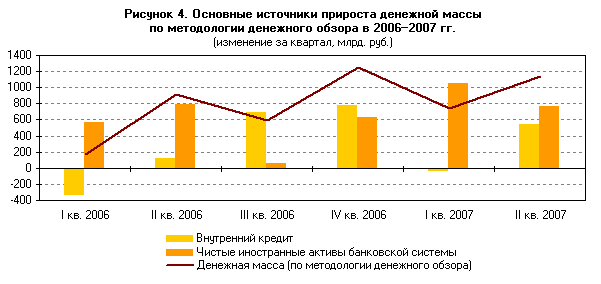 Рисунок 4. Основные источники прироста денежной массы
по методологии денежного обзора в 2006–2007 гг.
(изменение за квартал, млрд. руб.)
1400
1200
1000
800
600
400
200
0
-200
-400
I кв. 2006 II кв. 2006 III кв. 2006 IV кв. 2006 I кв. 2007 II кв. 2007
Внутренний кредит
Чистые иностранные активы банковской системы
Денежная масса (по методологии денежного обзора)